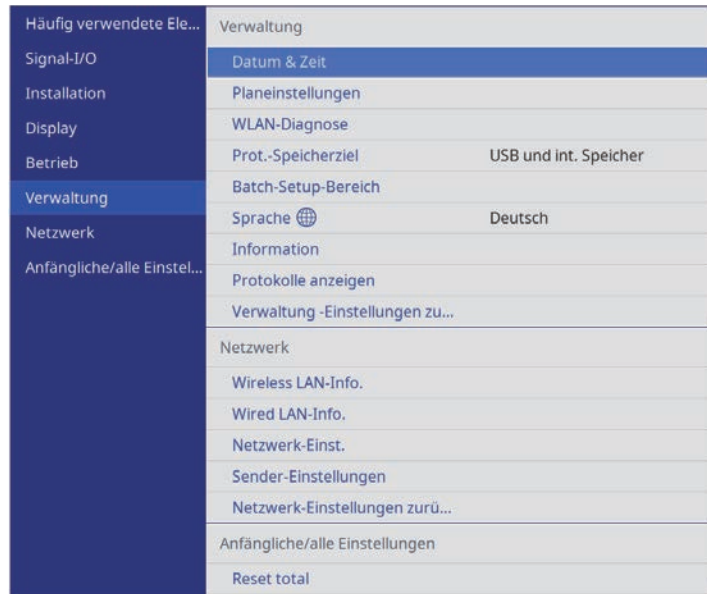 Häufig verwendete Ele...
Signal-I/O
Installation
Display
Betrieb
Verwaltung
Netzwerk
Anfängliche/alle Einstel...
Verwaltung
Datum & Zeit
Planeinstellungen
WLAN-Diagnose
Prot.-Speicherziel USB und int. Speicher
Batch-Setup-Bereich
Sprache Deutsch
Information
Protokolle anzeigen
Verwaltung -Einstellungen zu...
Netzwerk
Wireless LAN-Info.
Wired LAN-Info.
Netzwerk-Einst.
Sender-Einstellungen
Netzwerk-Einstellungen zurü...
Anfängliche/alle Einstellungen
Reset total